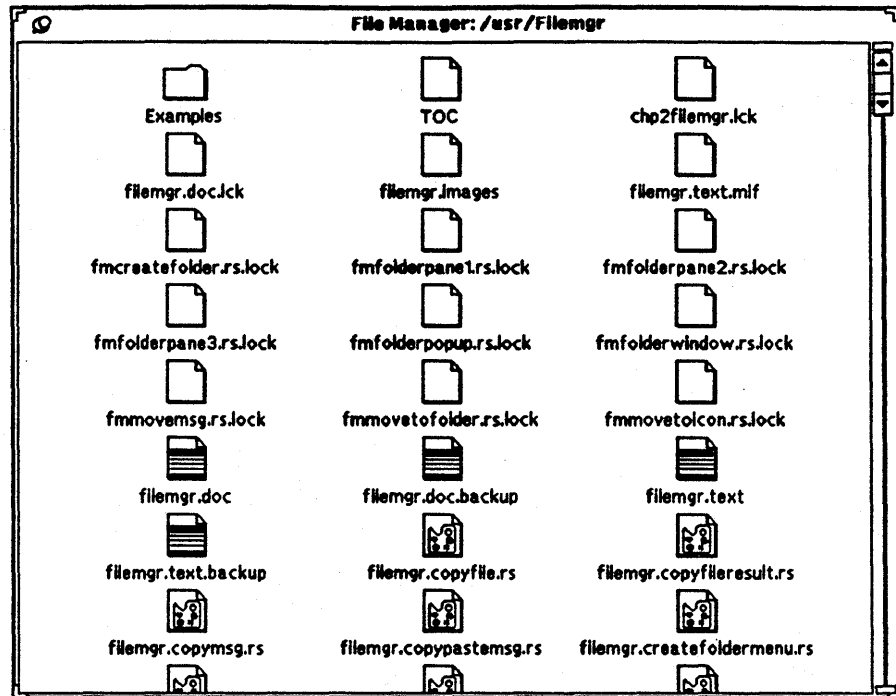 File Manager: /usr/Filemgr
Examples TOC chp2filemgr.lck
filemgr.doc.lck filemgr.images filemgr.text.mif
fmcreatefolder.rs.lock fmfolderpane1.rs.lock fmfolderpane2.rs.lock
fmfolderpane3.rs.lock fmfolderpopup.rs.lock fmfolderwindow.rs.lock
fmmovemsg.rs.lock fmmovetofolder.rs.lock fmmovetoicon.rs.lock
filemgr.doc filemgr.doc.backup filemgr.text
filemgr.text.backup filemgr.copyfile.rs filemgr.copyfileresult.rs
filemgr.copymsg.rs filemgr.copypastemsg.rs filemgr.createfoldermenu.rs